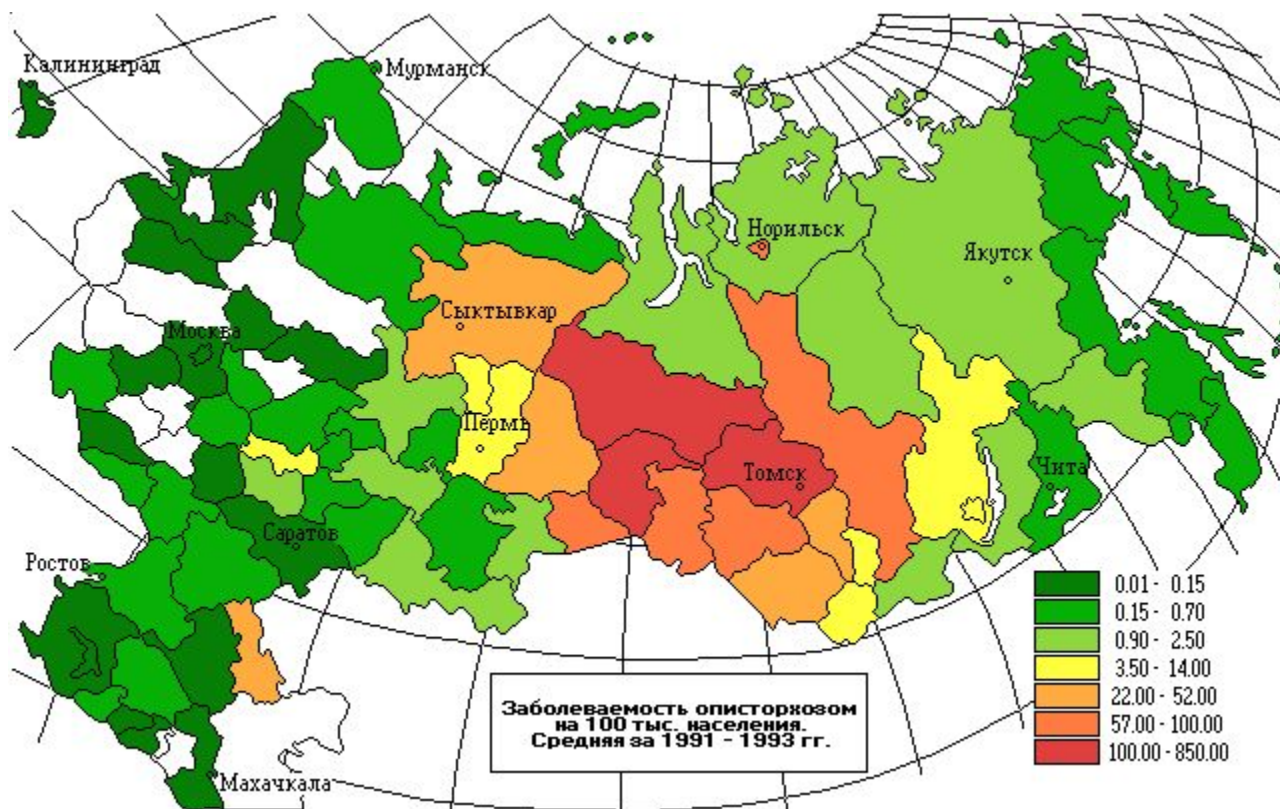 Калининград
Мурманск
Норильск
Якутск
Сыктывкар
Москва
Пермь
Томск
Чита
Саратов
Ростов
Махачкала
0.01 - 0.15
0.15 - 0.70
0.90 - 2.50
3.50 - 14.00
22.00 - 52.00
57.00 - 100.00
100.00 - 850.00
Заболеваемость описторхозом
на 100 тыс. населения.
Средняя за 1991 - 1993 гг.